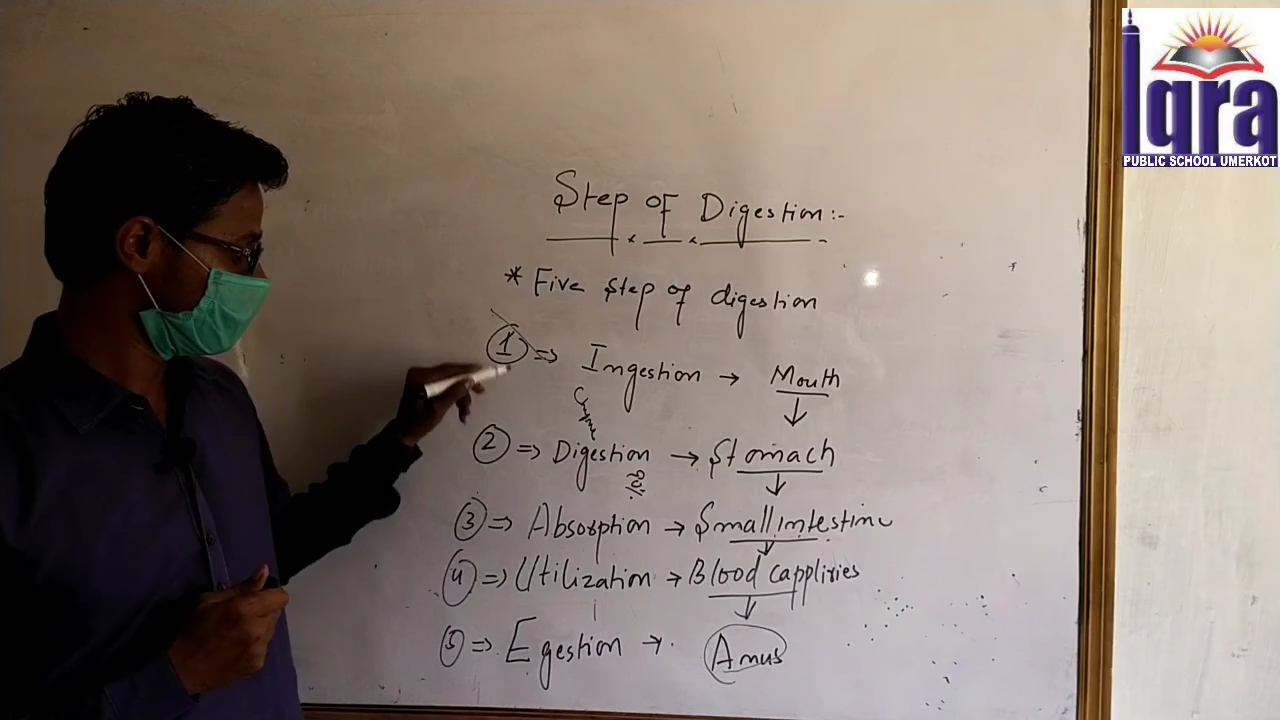 Iqra
PUBLIC SCHOOL UMERKOT
Step of Digestion:-
* Five step of digestion
1 ⇒ Ingestion → Mouth
↓
2 ⇒ Digestion → Stomach
↓
3 ⇒ Absorption → Small intestine
↓
4 ⇒ Utilization → Blood cappliries
↓
5 ⇒ Egestion → Anus